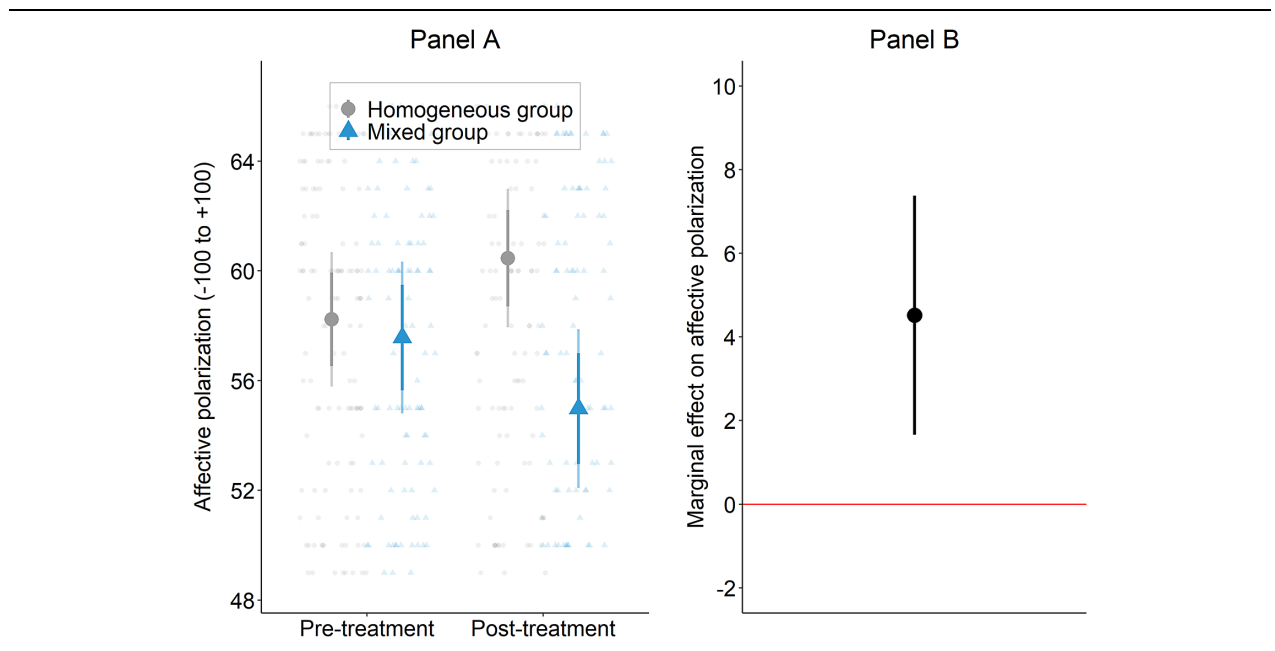 Panel A
Homogeneous group
Mixed group
Affective polarization (-100 to +100)
64
60
56
52
48
Pre-treatment
Post-treatment
Panel B
Marginal effect on affective polarization
10
8
6
4
2
0
-2